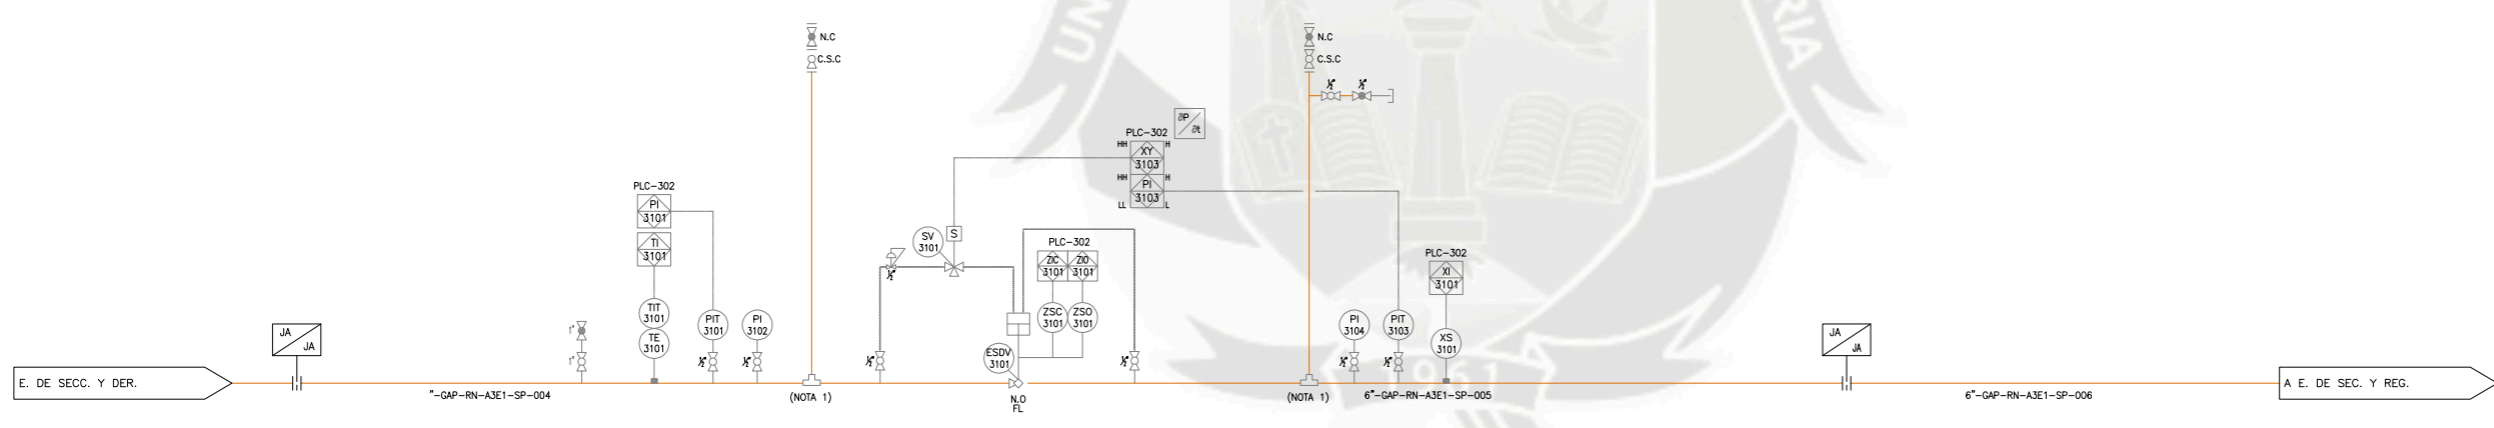 N.C
C.S.C
N.C
C.S.C
½"
½"
∂P
∂t
PLC-302
HH
H
XY
3103
HH
H
PI
3103
LL
L
PLC-302
PI
3101
TI
3101
SV
3101
S
½"
PLC-302
ZIC
3101
ZIO
3101
PLC-302
XI
3101
TIT
3101
TE
3101
PIT
3101
PI
3102
ZSC
3101
ZSO
3101
PI
3104
PIT
3103
XS
3101
JA
JA
1"
1"
½"
½"
½"
ESDV
3101
½"
½"
½"
JA
JA
E. DE SECC. Y DER.
"-GAP-RN-A3E1-SP-004
(NOTA 1)
N.O
FL
(NOTA 1)
6"-GAP-RN-A3E1-SP-005
6"-GAP-RN-A3E1-SP-006
A E. DE SEC. Y REG.
UN
RIA
1961